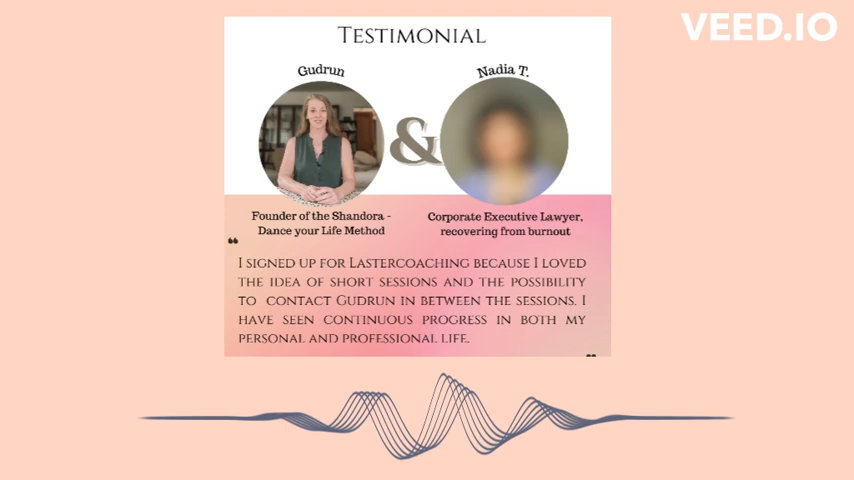 VEED.IO
TESTIMONIAL
Gudrun
&
Nadia T.
Founder of the Shandora -
Dance your Life Method
Corporate Executive Lawyer,
recovering from burnout
“
I SIGNED UP FOR LASTERCOACHING BECAUSE I LOVED
THE IDEA OF SHORT SESSIONS AND THE POSSIBILITY
TO CONTACT GUDRUN IN BETWEEN THE SESSIONS. I
HAVE SEEN CONTINUOUS PROGRESS IN BOTH MY
PERSONAL AND PROFESSIONAL LIFE.
”